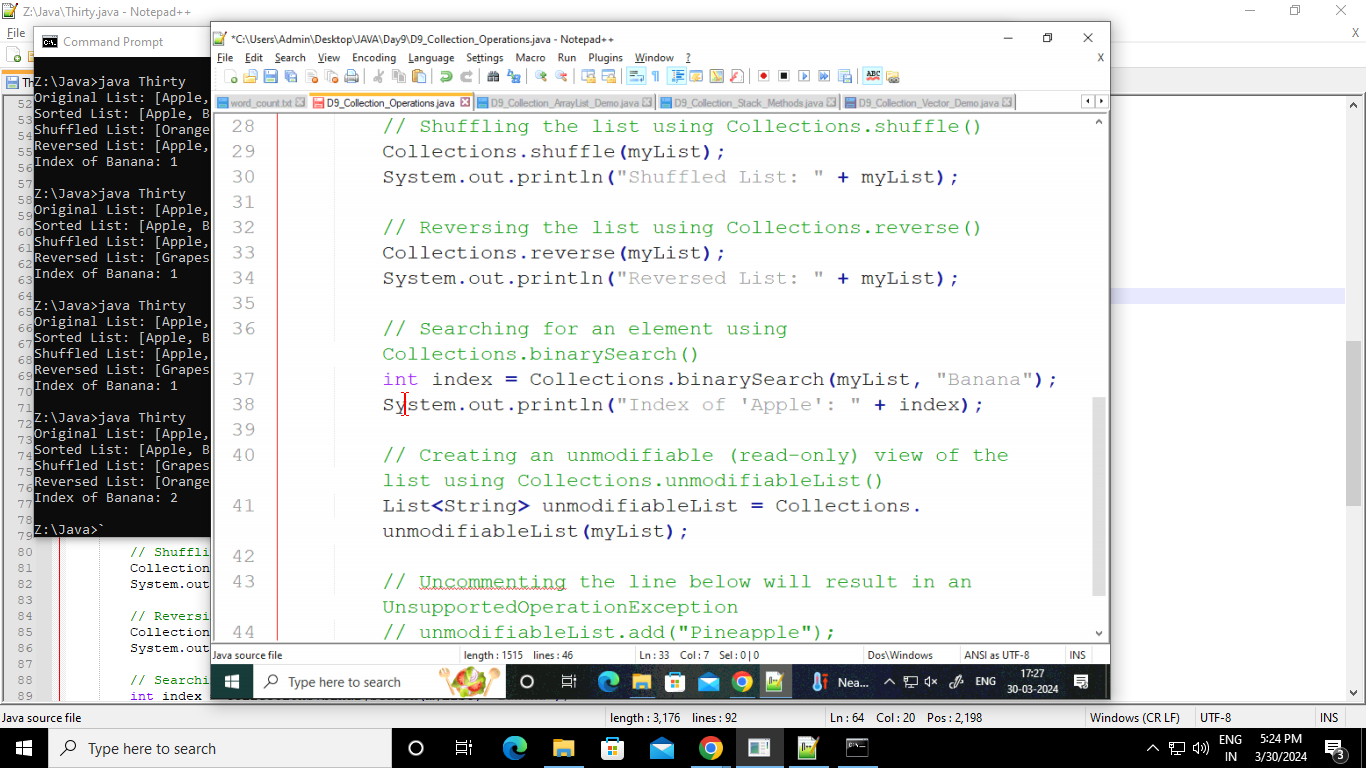 Z:\Java\Thirty.java - Notepad++
File
X
Command Prompt
Z:\Java>java Thirty
Original List: [Apple,
Sorted List: [Apple, B
Shuffled List: [Orange
Reversed List: [Apple,
Index of Banana: 1
Z:\Java>java Thirty
Original List: [Apple,
Sorted List: [Apple, B
Shuffled List: [Apple,
Reversed List: [Grapes
Index of Banana: 1
Z:\Java>java Thirty
Original List: [Apple,
Sorted List: [Apple, B
Shuffled List: [Apple,
Reversed List: [Grapes
Index of Banana: 1
Z:\Java>java Thirty
Original List: [Apple,
Sorted List: [Apple, B
Shuffled List: [Grapes
Reversed List: [Orange
Index of Banana: 2
Z:\Java>`
*C:\Users\Admin\Desktop\JAVA\Day9\D9_Collection_Operations.java - Notepad++
File Edit Search View Encoding Language Settings Macro Run Plugins Window ? X
word_count.txt D9_Collection_Operations.java D9_Collection_ArrayList_Demo.java D9_Collection_Stack_Methods.java D9_Collection_Vector_Demo.java
28 // Shuffling the list using Collections.shuffle()
29 Collections.shuffle(myList);
30 System.out.println("Shuffled List: " + myList);
31
32 // Reversing the list using Collections.reverse()
33 Collections.reverse(myList);
34 System.out.println("Reversed List: " + myList);
35
36 // Searching for an element using
Collections.binarySearch()
37 int index = Collections.binarySearch(myList, "Banana");
38 System.out.println("Index of 'Apple': " + index);
39
40 // Creating an unmodifiable (read-only) view of the
list using Collections.unmodifiableList()
41 List<String> unmodifiableList = Collections.
unmodifiableList(myList);
42
43 // Uncommenting the line below will result in an
UnsupportedOperationException
44 // unmodifiableList.add("Pineapple");
Java source file length : 1515 lines : 46 Ln : 33 Col : 7 Sel : 0 | 0 Dos\Windows ANSI as UTF-8 INS
Type here to search Nea... ENG 17:27
30-03-2024
79
80 // Shuffli
81 Collection
82 System.out
83
84 // Reversi
85 Collection
86 System.out
87
88 // Searchi
89 int index
Java source file length : 3,176 lines : 92 Ln : 64 Col : 20 Pos : 2,198 Windows (CR LF) UTF-8 INS
Type here to search ENG
IN 5:24 PM
3/30/2024 3